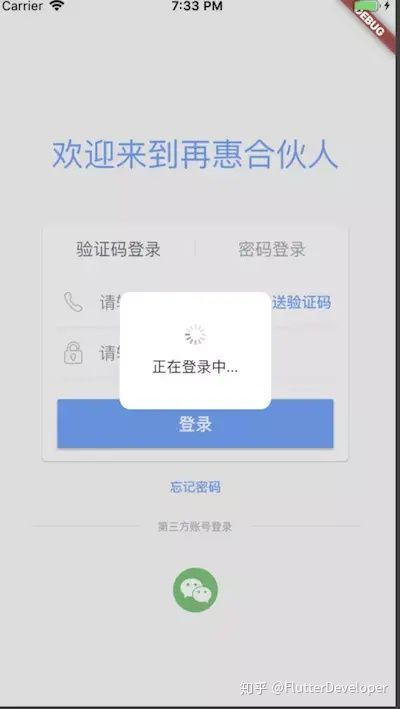 Carrier 7:33 PM
DEBUG
欢迎来到再惠合伙人
验证码登录 密码登录
请 送验证码
正在登录中...
请
登录
忘记密码
第三方账号登录
知乎 @FlutterDeveloper